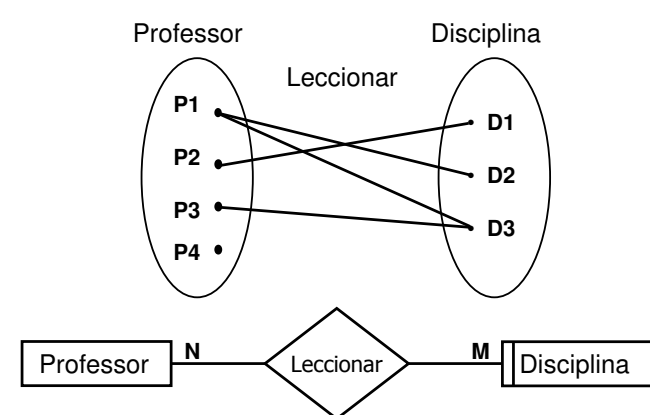 Professor Disciplina
Leccionar
P1
D1
P2
D2
P3
D3
P4
Professor N Leccionar M Disciplina